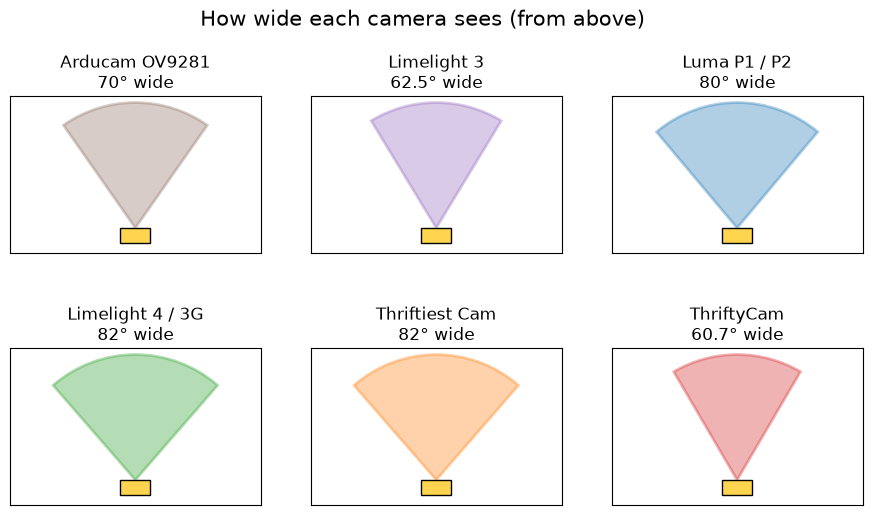 How wide each camera sees (from above)
Arducam OV9281
70° wide
Limelight 3
62.5° wide
Luma P1 / P2
80° wide
Limelight 4 / 3G
82° wide
Thriftiest Cam
82° wide
ThriftyCam
60.7° wide